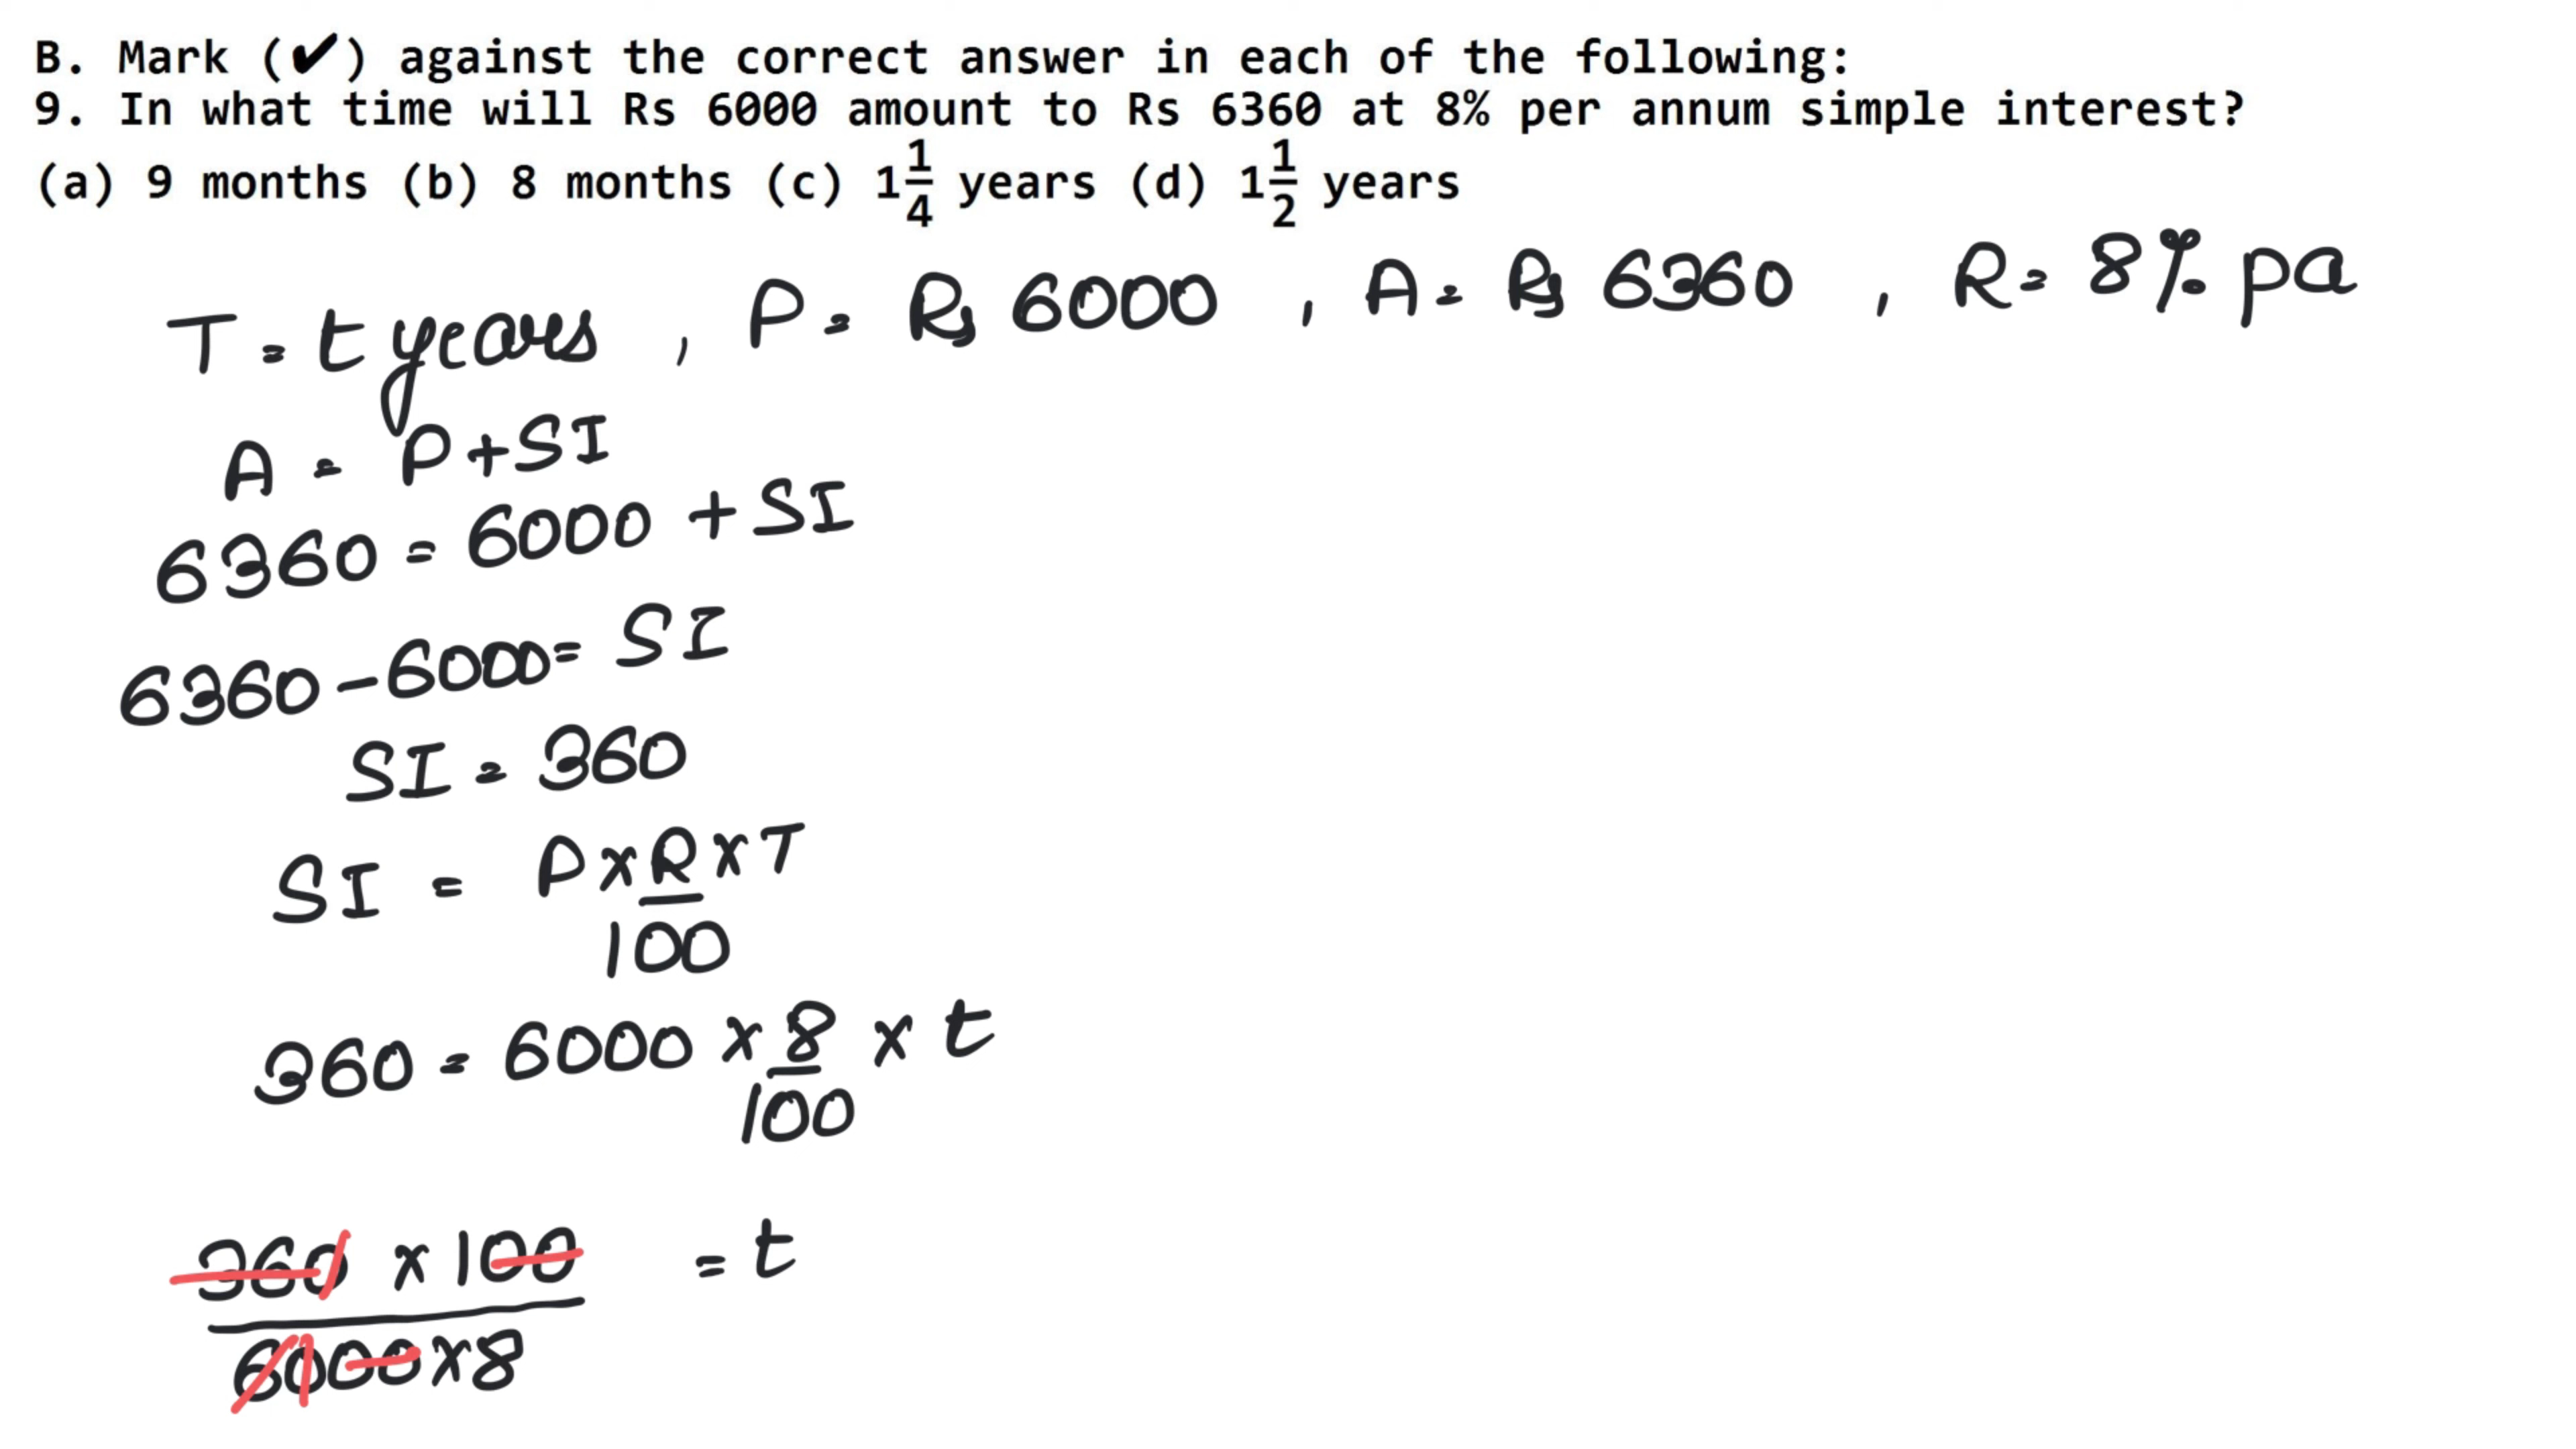 B. Mark (✔) against the correct answer in each of the following:
9. In what time will Rs 6000 amount to Rs 6360 at 8% per annum simple interest?
(a) 9 months (b) 8 months (c) 1 1/4 years (d) 1 1/2 years
T = t years , P = Rs 6000 , A = Rs 6360 , R = 8% pa
A = P+SI
6360 = 6000 + SI
6360 - 6000 = SI
SI = 360
SI = P x R x T
100
360 = 6000 x 8 x t
100
360 x 100 = t
6000 x 8